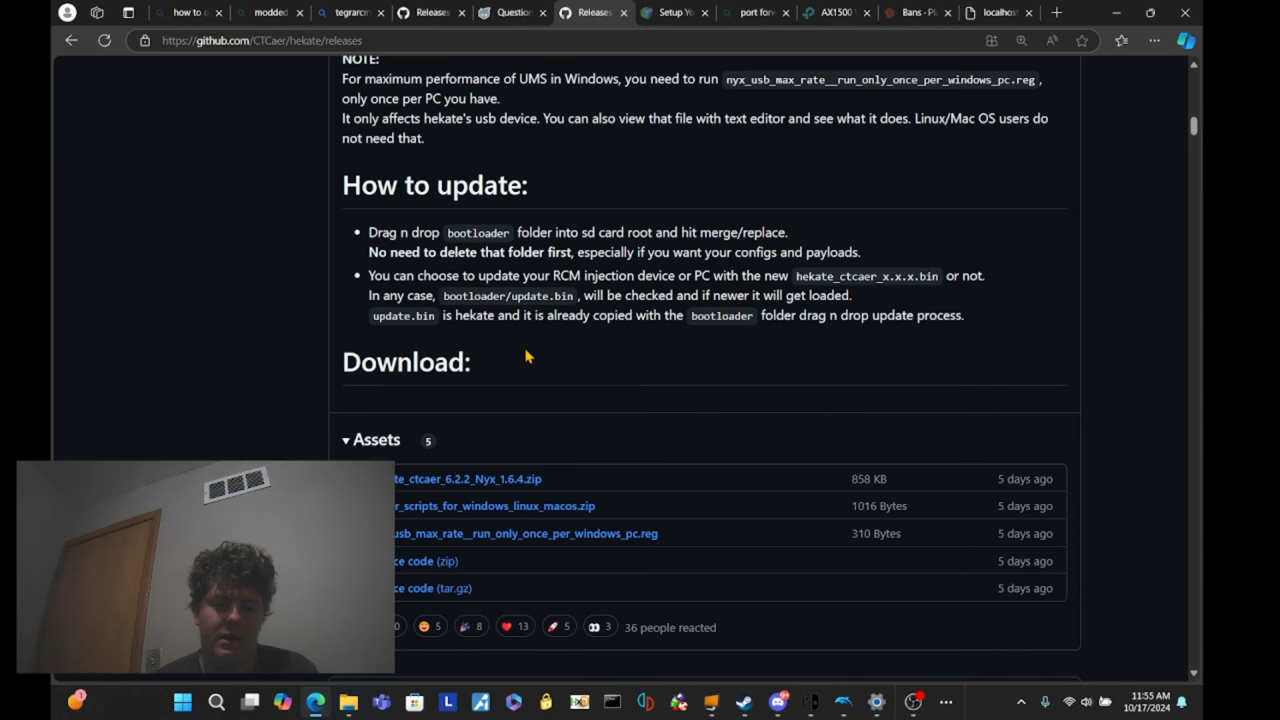 how to c
modded
tegrarcm
Releases
Question
Releases
Setup Yo
port forw
AX1500 V
Bans - Pl
localhost
https://github.com/CTCaer/hekate/releases
NOTE:
For maximum performance of UMS in Windows, you need to run nyx_usb_max_rate__run_only_once_per_windows_pc.reg,
only once per PC you have.
It only affects hekate's usb device. You can also view that file with text editor and see what it does. Linux/Mac OS users do
not need that.
How to update:
• Drag n drop bootloader folder into sd card root and hit merge/replace.
No need to delete that folder first, especially if you want your configs and payloads.
• You can choose to update your RCM injection device or PC with the new hekate_ctcaer_x.x.x.bin or not.
In any case, bootloader/update.bin, will be checked and if newer it will get loaded.
update.bin is hekate and it is already copied with the bootloader folder drag n drop update process.
Download:
Assets 5
te_ctcaer_6.2.2_Nyx_1.6.4.zip 858 KB 5 days ago
r_scripts_for_windows_linux_macos.zip 1016 Bytes 5 days ago
usb_max_rate__run_only_once_per_windows_pc.reg 310 Bytes 5 days ago
ce code (zip) 5 days ago
ce code (tar.gz) 5 days ago
0 5 8 13 5 3 36 people reacted
11:55 AM
10/17/2024